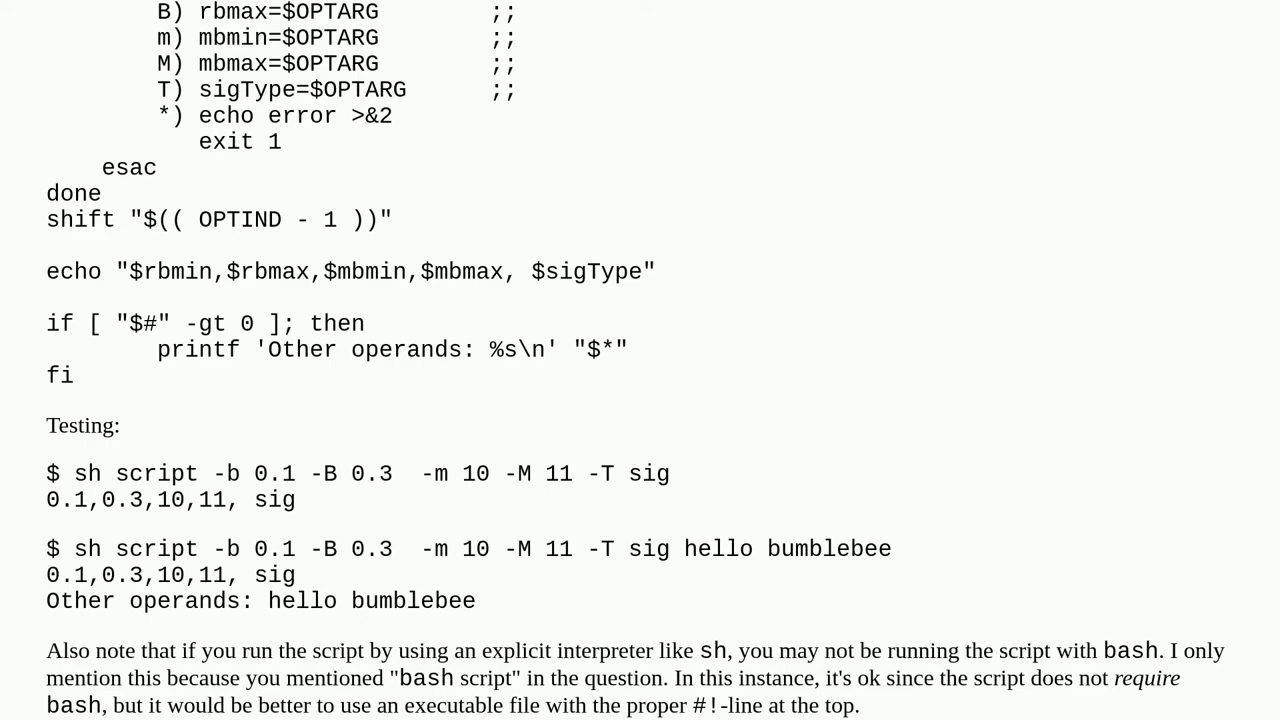 B) rbmax=$OPTARG        ;;
m) mbmin=$OPTARG        ;;
M) mbmax=$OPTARG        ;;
T) sigType=$OPTARG      ;;
*) echo error >&2
exit 1
esac
done
shift "$(( OPTIND - 1 ))"
echo "$rbmin,$rbmax,$mbmin,$mbmax, $sigType"
if [ "$#" -gt 0 ]; then
printf 'Other operands: %s\n' "$*"
fi
Testing:
$ sh script -b 0.1 -B 0.3  -m 10 -M 11 -T sig
0.1,0.3,10,11, sig
$ sh script -b 0.1 -B 0.3  -m 10 -M 11 -T sig hello bumblebee
0.1,0.3,10,11, sig
Other operands: hello bumblebee
Also note that if you run the script by using an explicit interpreter like sh, you may not be running the script with bash. I only
mention this because you mentioned "bash script" in the question. In this instance, it's ok since the script does not require
bash, but it would be better to use an executable file with the proper #!-line at the top.